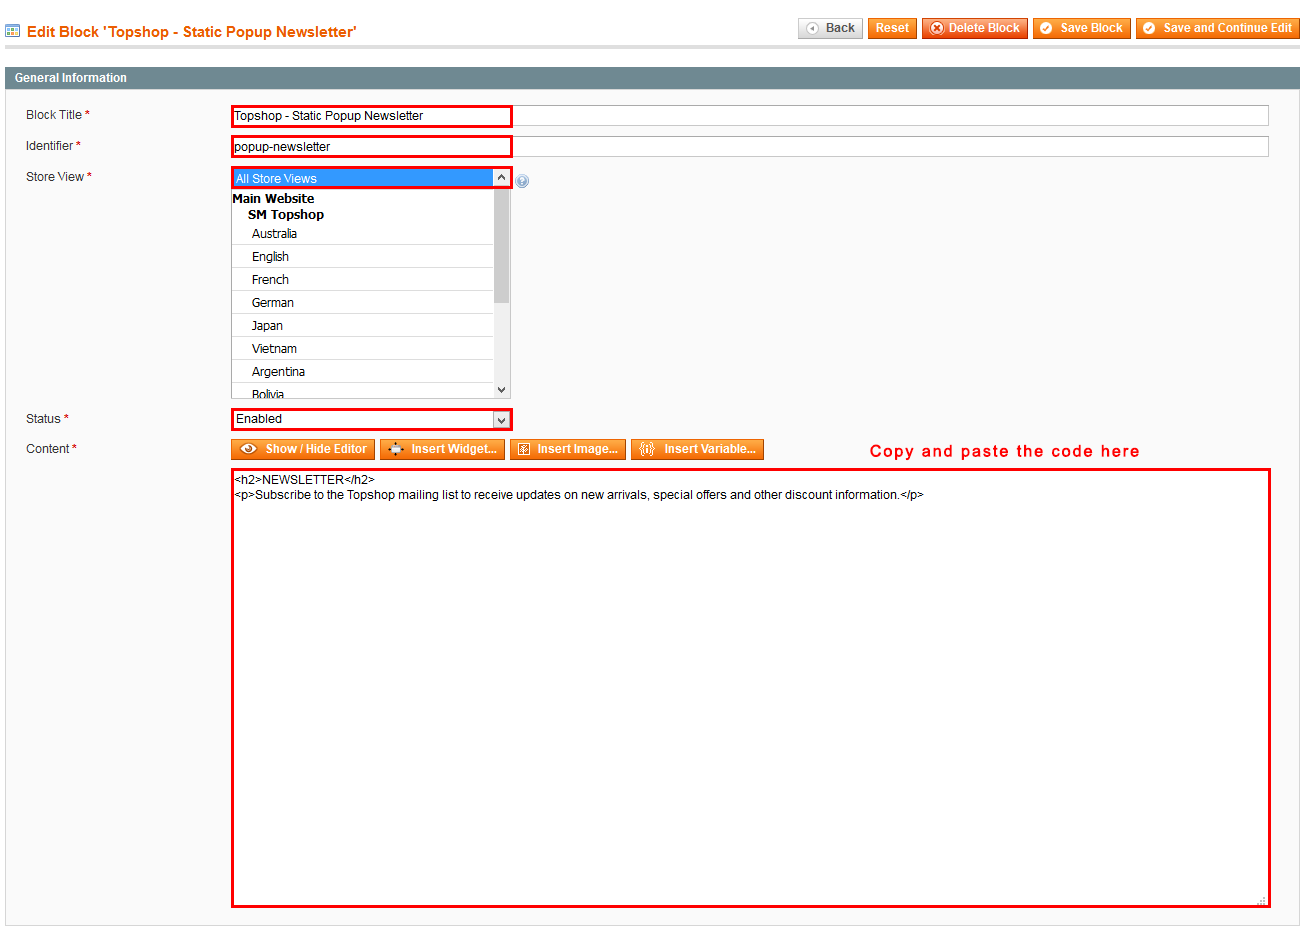 Edit Block 'Topshop - Static Popup Newsletter'
Back Reset Delete Block Save Block Save and Continue Edit
General Information
Block Title * Topshop - Static Popup Newsletter
Identifier * popup-newsletter
Store View * All Store Views
Main Website
SM Topshop
Australia
English
French
German
Japan
Vietnam
Argentina
Bolivia
Status * Enabled
Content * Show / Hide Editor Insert Widget... Insert Image... Insert Variable... Copy and paste the code here
<h2>NEWSLETTER</h2>
<p>Subscribe to the Topshop mailing list to receive updates on new arrivals, special offers and other discount information.</p>